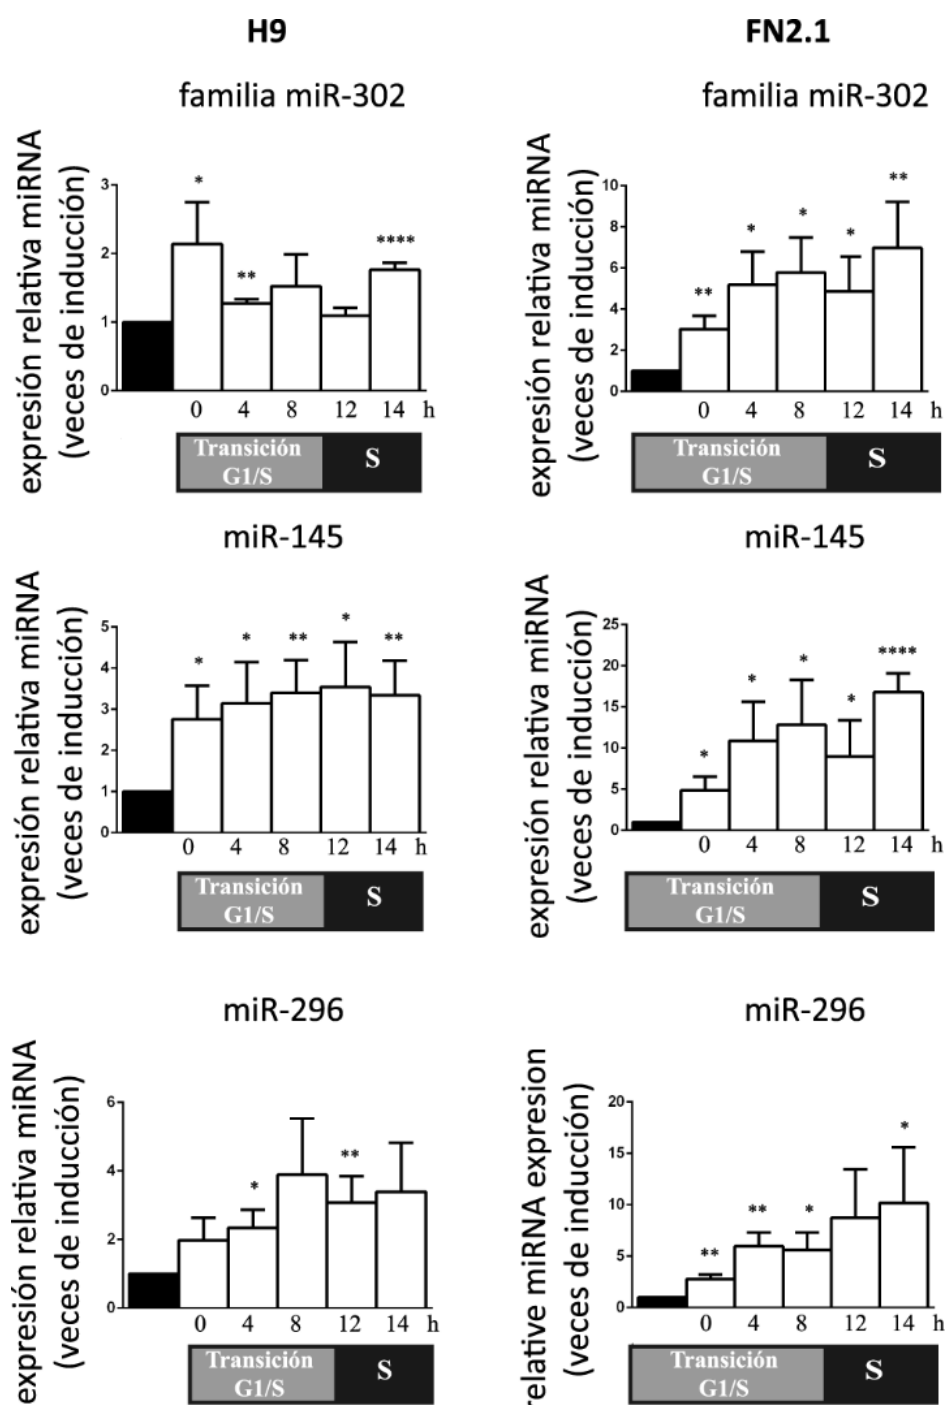 H9
familia miR-302
expresión relativa miRNA
(veces de inducción)
3
2
1
0
*
**
****
0 4 8 12 14 h
Transición
G1/S
S
FN2.1
familia miR-302
expresión relativa miRNA
(veces de inducción)
10
8
6
4
2
0
**
*
*
*
**
0 4 8 12 14 h
Transición
G1/S
S
miR-145
expresión relativa miRNA
(veces de inducción)
5
4
3
2
1
0
*
*
**
*
**
0 4 8 12 14 h
Transición
G1/S
S
miR-145
expresión relativa miRNA
(veces de inducción)
25
20
15
10
5
0
*
*
*
*
****
0 4 8 12 14 h
Transición
G1/S
S
miR-296
expresión relativa miRNA
(veces de inducción)
6
4
2
0
*
**
0 4 8 12 14 h
Transición
G1/S
S
miR-296
relative miRNA expresion
(veces de inducción)
20
15
10
5
0
**
**
*
*
0 4 8 12 14 h
Transición
G1/S
S